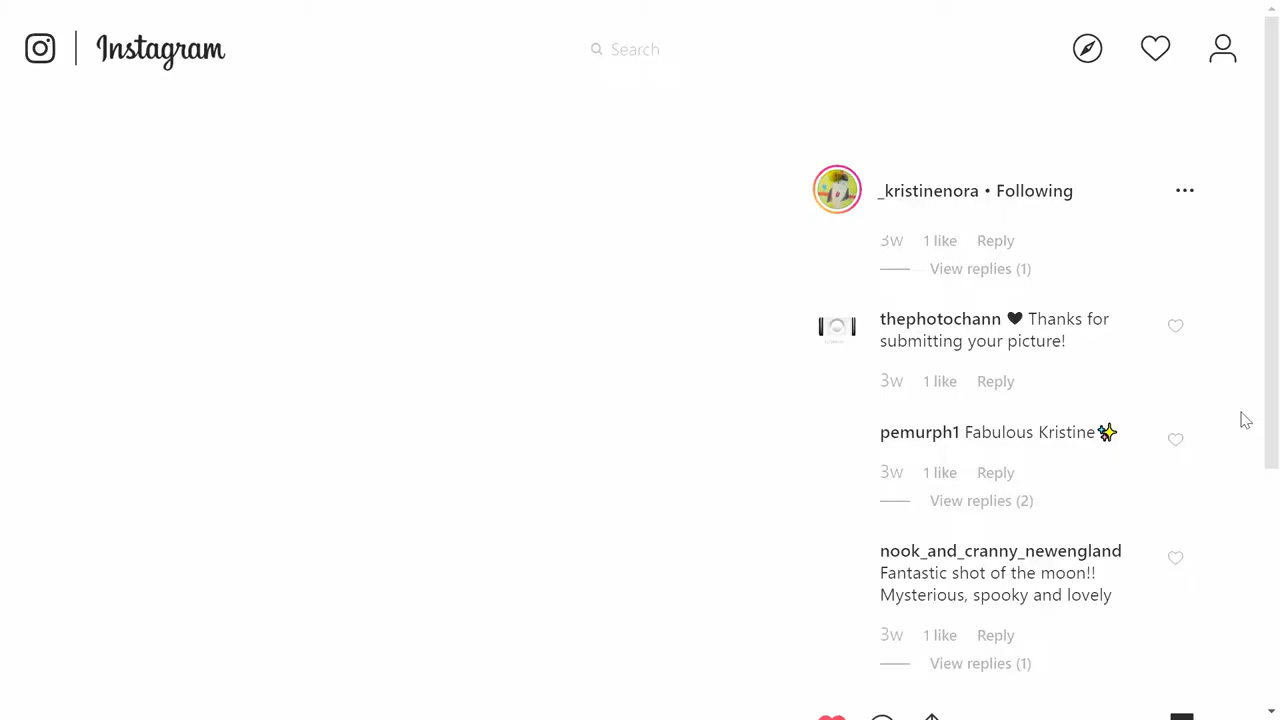 Instagram
Search
_kristinenora • Following
3w 1 like Reply
View replies (1)
thephotochann 🖤 Thanks for
submitting your picture!
3w 1 like Reply
pemurph1 Fabulous Kristine✨
3w 1 like Reply
View replies (2)
nook_and_cranny_newengland
Fantastic shot of the moon!!
Mysterious, spooky and lovely
3w 1 like Reply
View replies (1)